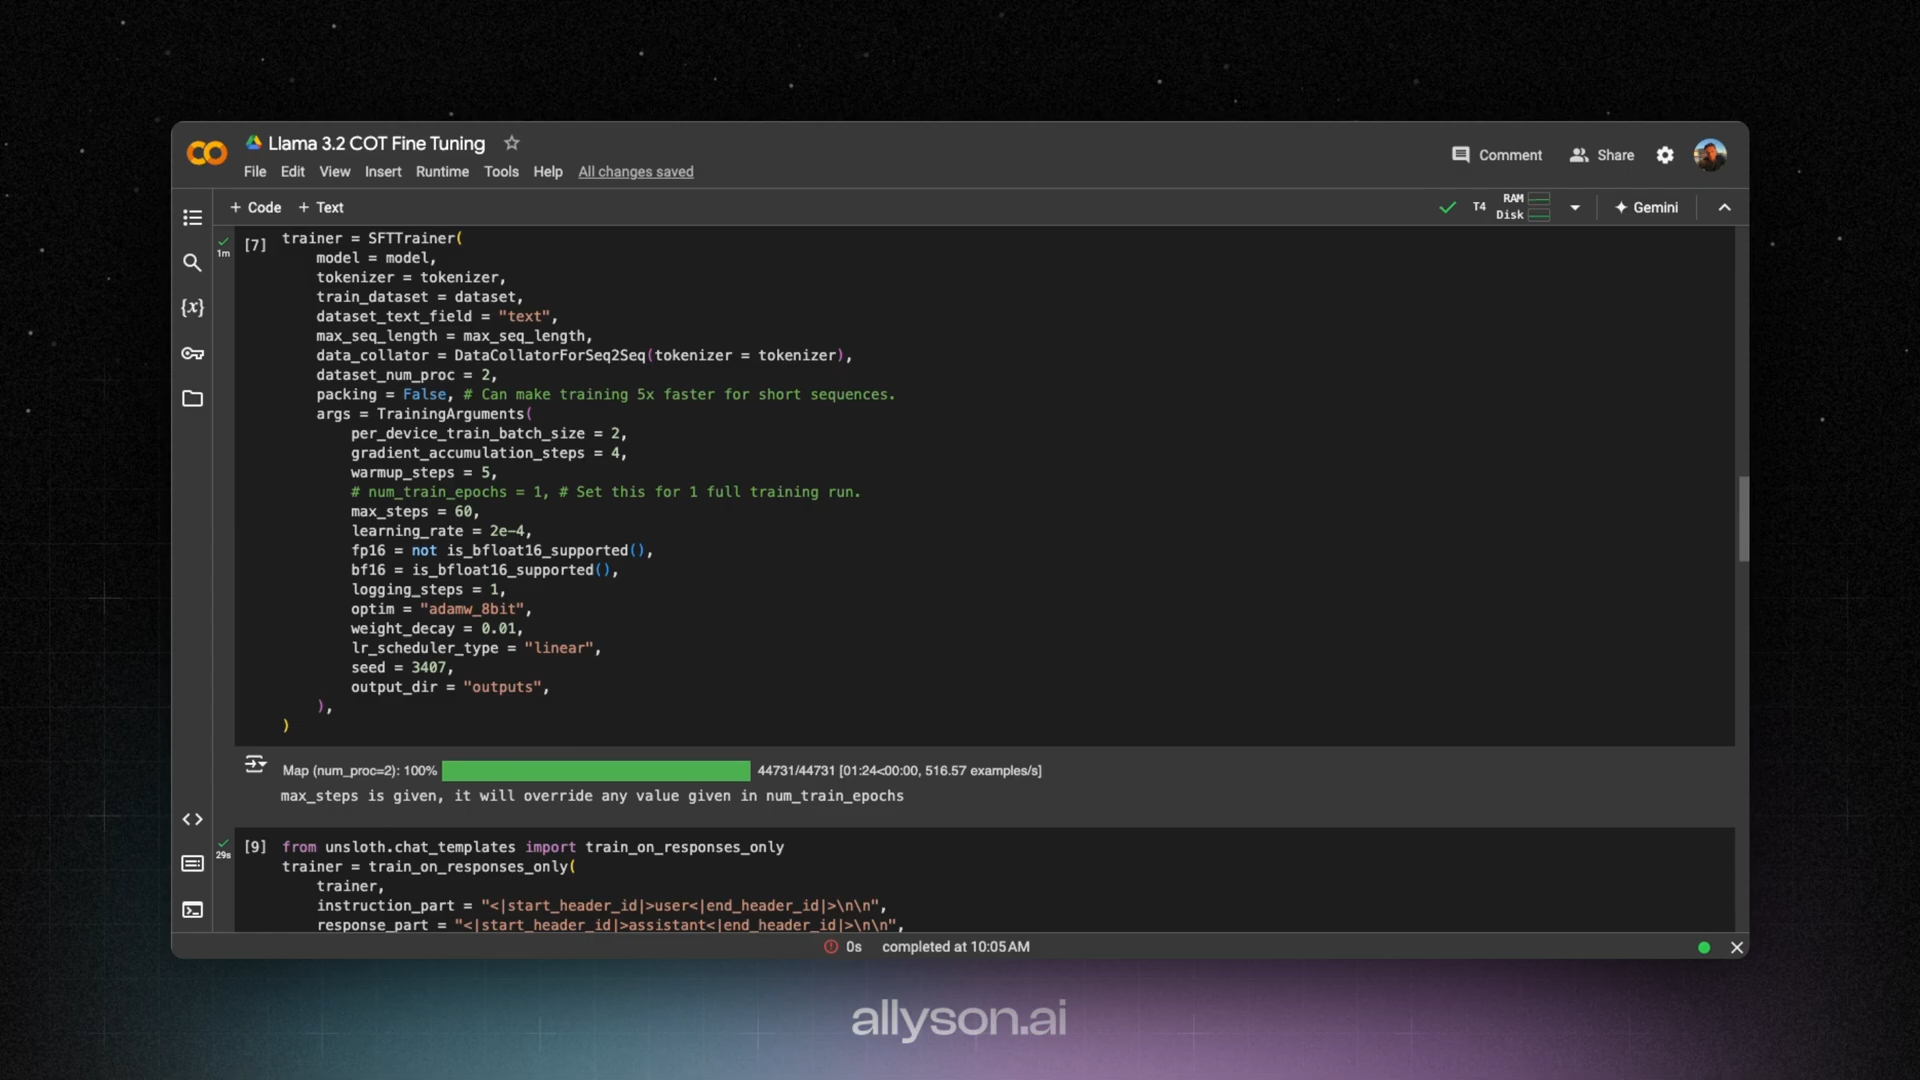 Llama 3.2 COT Fine Tuning
File Edit View Insert Runtime Tools Help All changes saved
Comment Share
+ Code + Text
T4 RAM Disk Gemini
1m
[7] trainer = SFTTrainer(
model = model,
tokenizer = tokenizer,
train_dataset = dataset,
dataset_text_field = "text",
max_seq_length = max_seq_length,
data_collator = DataCollatorForSeq2Seq(tokenizer = tokenizer),
dataset_num_proc = 2,
packing = False, # Can make training 5x faster for short sequences.
args = TrainingArguments(
per_device_train_batch_size = 2,
gradient_accumulation_steps = 4,
warmup_steps = 5,
# num_train_epochs = 1, # Set this for 1 full training run.
max_steps = 60,
learning_rate = 2e-4,
fp16 = not is_bfloat16_supported(),
bf16 = is_bfloat16_supported(),
logging_steps = 1,
optim = "adamw_8bit",
weight_decay = 0.01,
lr_scheduler_type = "linear",
seed = 3407,
output_dir = "outputs",
),
)
Map (num_proc=2): 100% 44731/44731 [01:24<00:00, 516.57 examples/s]
max_steps is given, it will override any value given in num_train_epochs
29s
[9] from unsloth.chat_templates import train_on_responses_only
trainer = train_on_responses_only(
trainer,
instruction_part = "<|start_header_id|>user<|end_header_id|>\n\n",
response_part = "<|start_header_id|>assistant<|end_header_id|>\n\n",
0s completed at 10:05 AM
allyson.ai